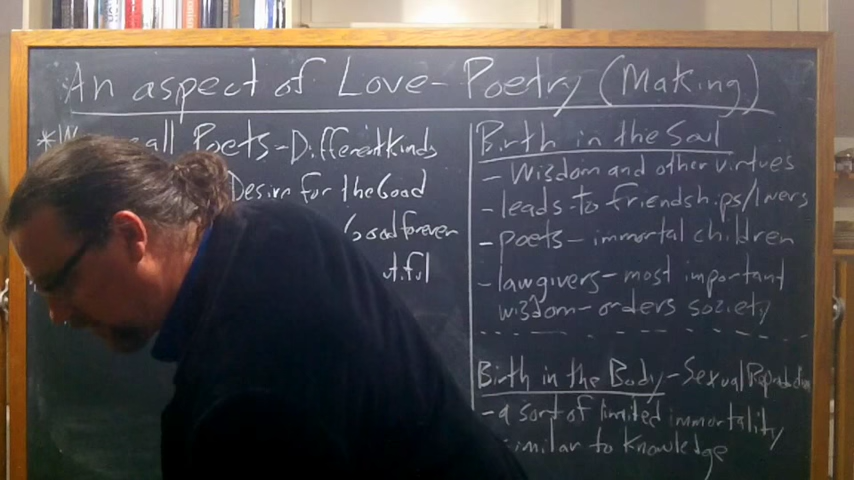 An aspect of Love- Poetry (Making)
all Poets- Different Kinds
Desire for the Good
Good forever
Birth in the Soul
- Wisdom and other virtues
- leads to friendships/lovers
- poets- immortal children
- lawgivers- most important
wisdom- orders society
Birth in the Body- Sexual Reproduction
- a sort of limited immortality
similar to knowledge